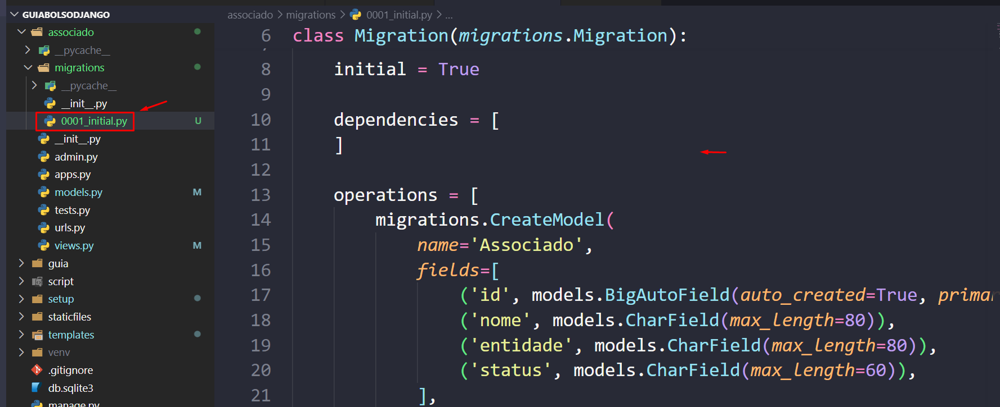 GUIABOLSODJANGO
associado
__pycache__
migrations
__pycache__
__init__.py
0001_initial.py U
__init__.py
admin.py
apps.py
models.py M
tests.py
urls.py
views.py M
guia
script
setup
staticfiles
templates
venv
.gitignore
db.sqlite3
manage.py
associado > migrations > 0001_initial.py > ...
6 class Migration(migrations.Migration):
8 initial = True
9
10 dependencies = [
11 ]
12
13 operations = [
14 migrations.CreateModel(
15 name='Associado',
16 fields=[
17 ('id', models.BigAutoField(auto_created=True, primar
18 ('nome', models.CharField(max_length=80)),
19 ('entidade', models.CharField(max_length=80)),
20 ('status', models.CharField(max_length=60)),
21 ],